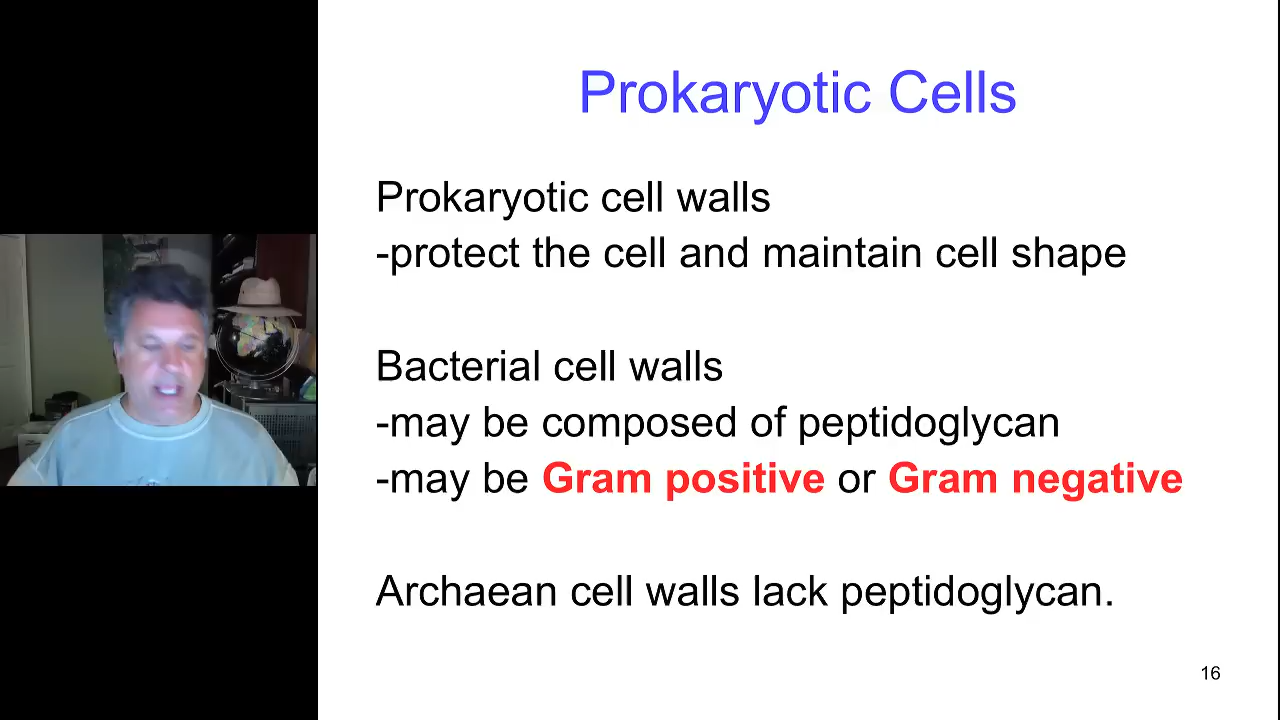 Prokaryotic Cells
Prokaryotic cell walls
-protect the cell and maintain cell shape
Bacterial cell walls
-may be composed of peptidoglycan
-may be Gram positive or Gram negative
Archaean cell walls lack peptidoglycan.
16